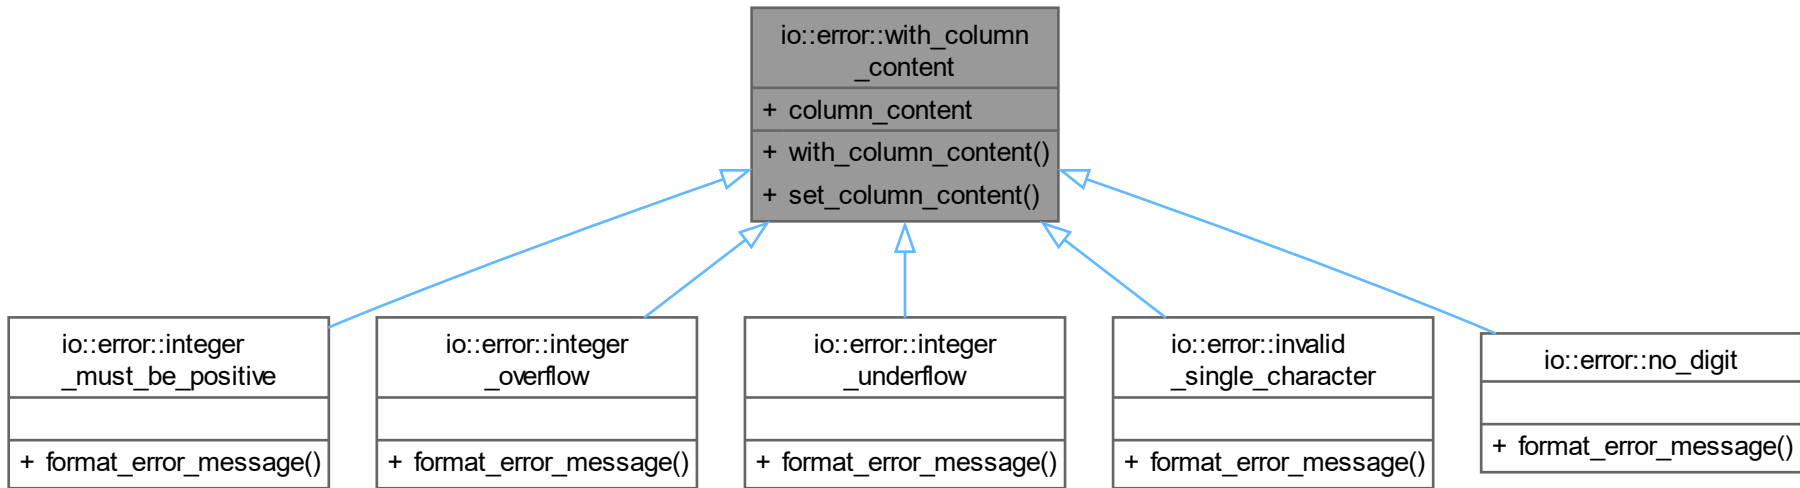 io::error::with_column
_content
+ column_content
+ with_column_content()
+ set_column_content()
io::error::integer
_must_be_positive
+ format_error_message()
io::error::integer
_overflow
+ format_error_message()
io::error::integer
_underflow
+ format_error_message()
io::error::invalid
_single_character
+ format_error_message()
io::error::no_digit
+ format_error_message()